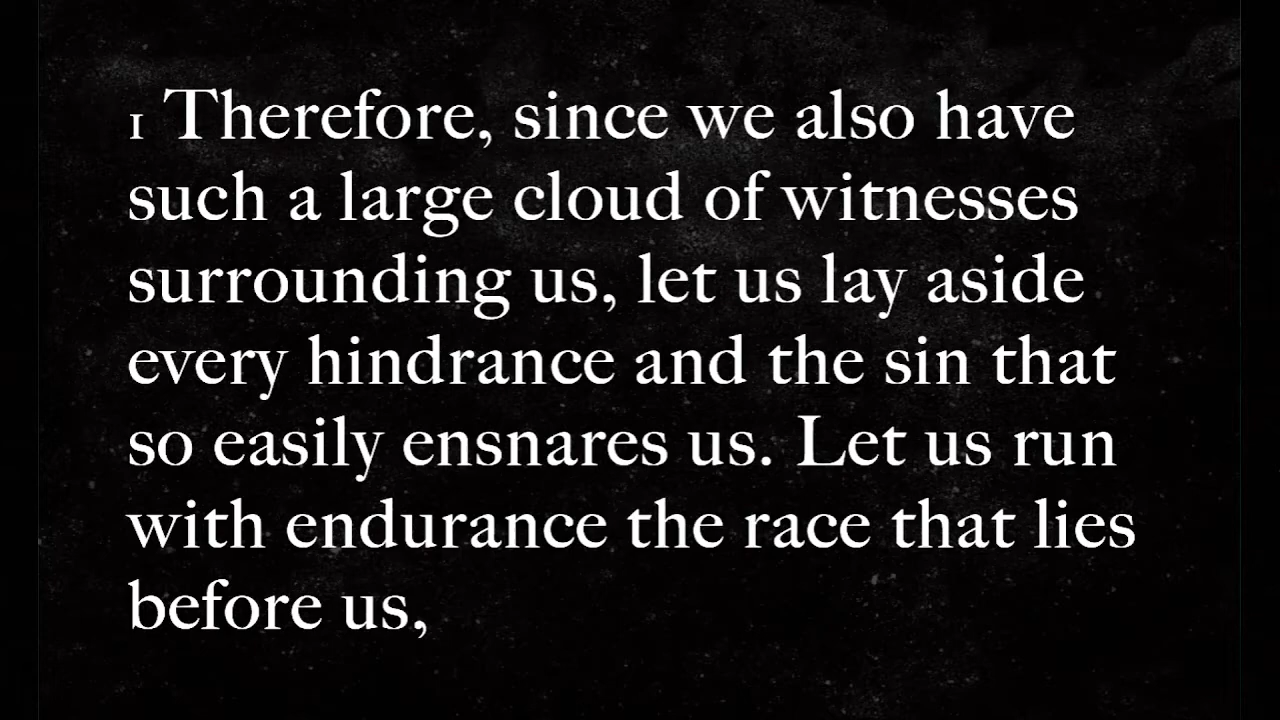 1 Therefore, since we also have
such a large cloud of witnesses
surrounding us, let us lay aside
every hindrance and the sin that
so easily ensnares us. Let us run
with endurance the race that lies
before us,